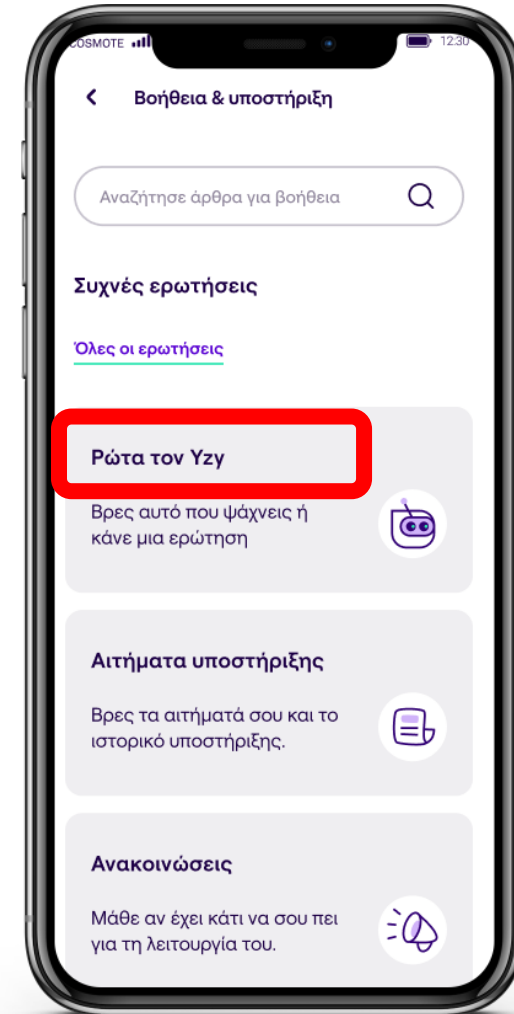 COSMOTE
12:30
Βοήθεια & υποστήριξη
Αναζήτησε άρθρα για βοήθεια
Συχνές ερωτήσεις
Όλες οι ερωτήσεις
Ρώτα τον Yzy
Βρες αυτό που ψάχνεις ή
κάνε μια ερώτηση
Αιτήματα υποστήριξης
Βρες τα αιτήματά σου και το
ιστορικό υποστήριξης.
Ανακοινώσεις
Μάθε αν έχει κάτι να σου πει
για τη λειτουργία του.